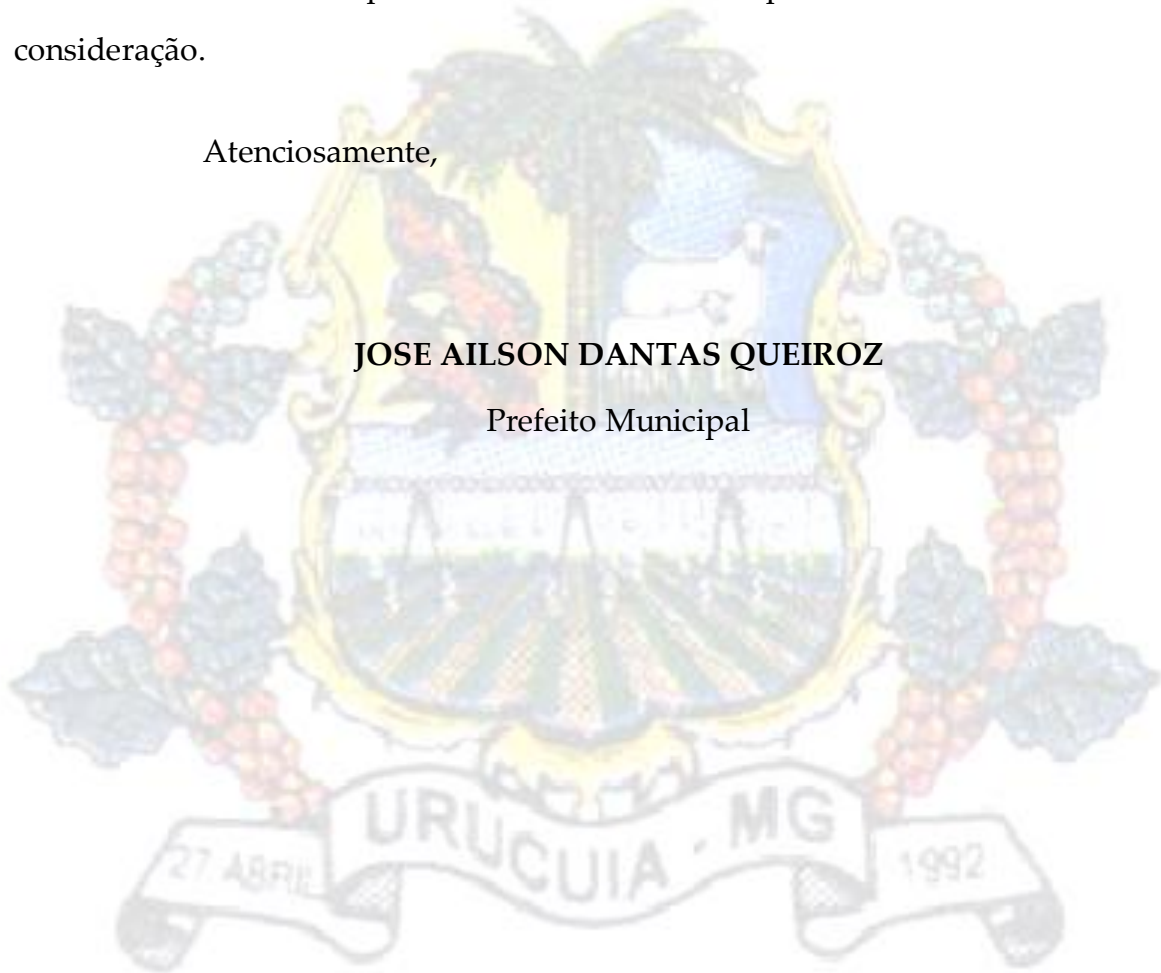 consideração.
Atenciosamente,
JOSE AILSON DANTAS QUEIROZ
Prefeito Municipal
27 ABRIL
URUCUIA - MG
1992